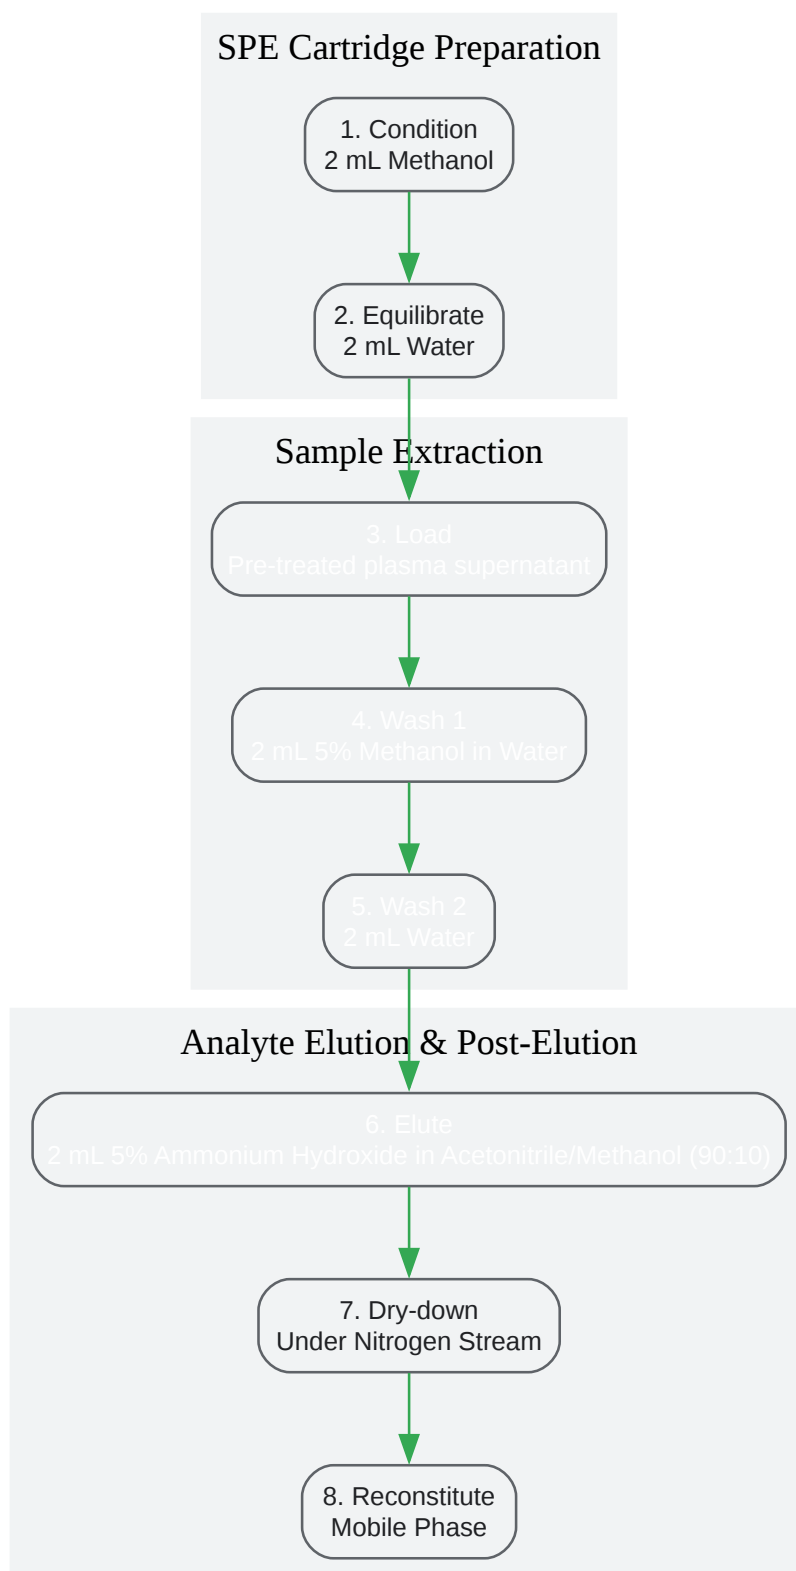 SPE Cartridge Preparation
1. Condition
2 mL Methanol
2. Equilibrate
2 mL Water
Sample Extraction
3. Load
Pre-treated plasma supernatant
4. Wash 1
2 mL 5% Methanol in Water
5. Wash 2
2 mL Water
Analyte Elution & Post-Elution
6. Elute
2 mL 5% Ammonium Hydroxide in Acetonitrile/Methanol (90:10)
7. Dry-down
Under Nitrogen Stream
8. Reconstitute
Mobile Phase